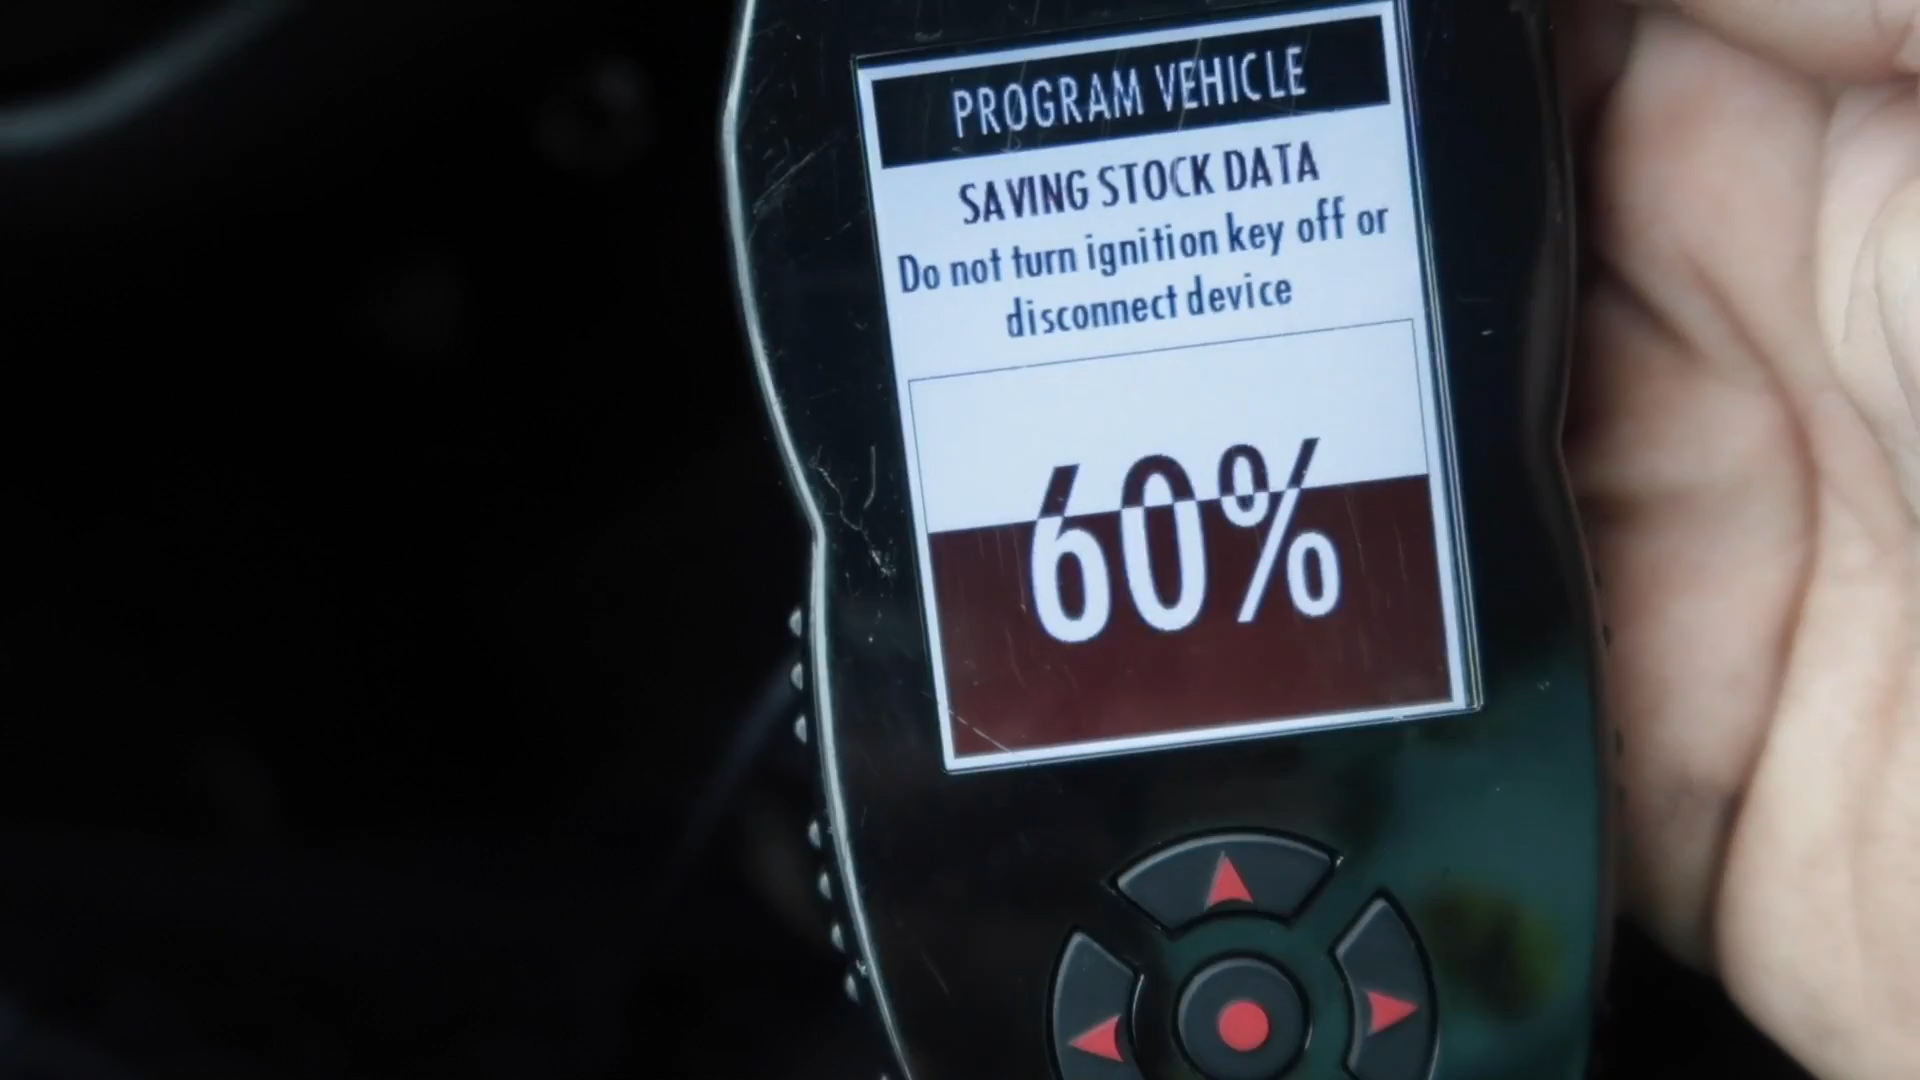 PROGRAM VEHICLE
SAVING STOCK DATA
Do not turn ignition key off or
disconnect device
60%